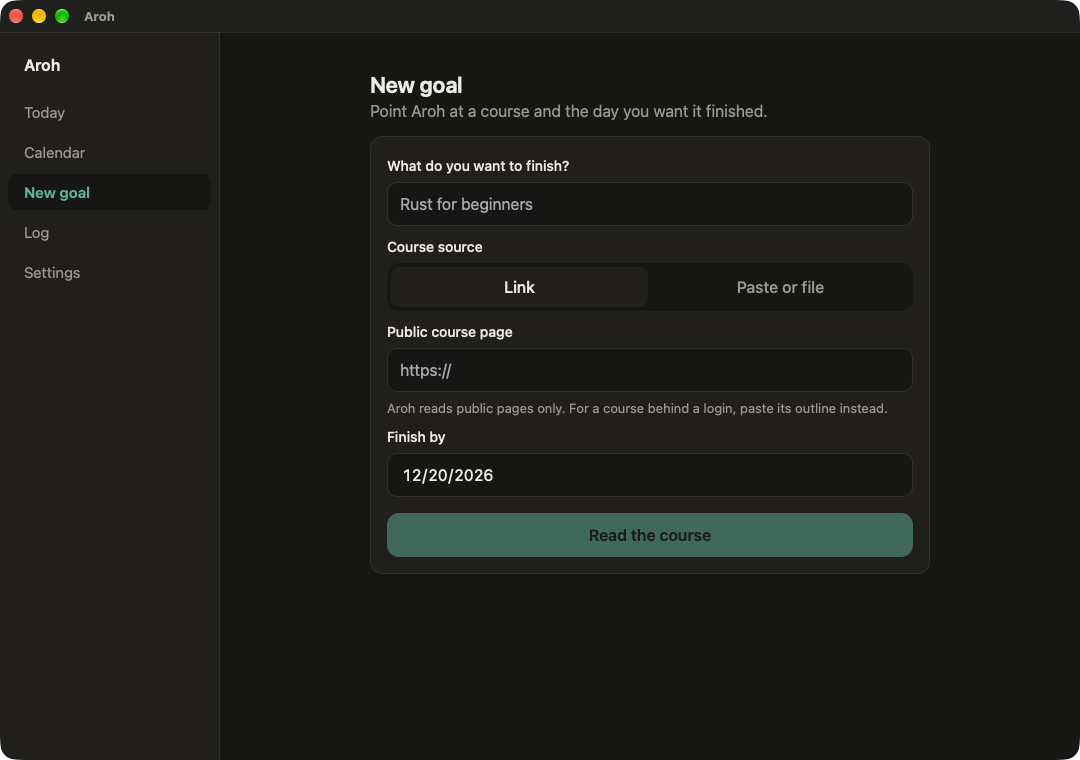 Aroh
Aroh
Today
Calendar
New goal
Log
Settings
New goal
Point Aroh at a course and the day you want it finished.
What do you want to finish?
Rust for beginners
Course source
Link
Paste or file
Public course page
https://
Aroh reads public pages only. For a course behind a login, paste its outline instead.
Finish by
12/20/2026
Read the course